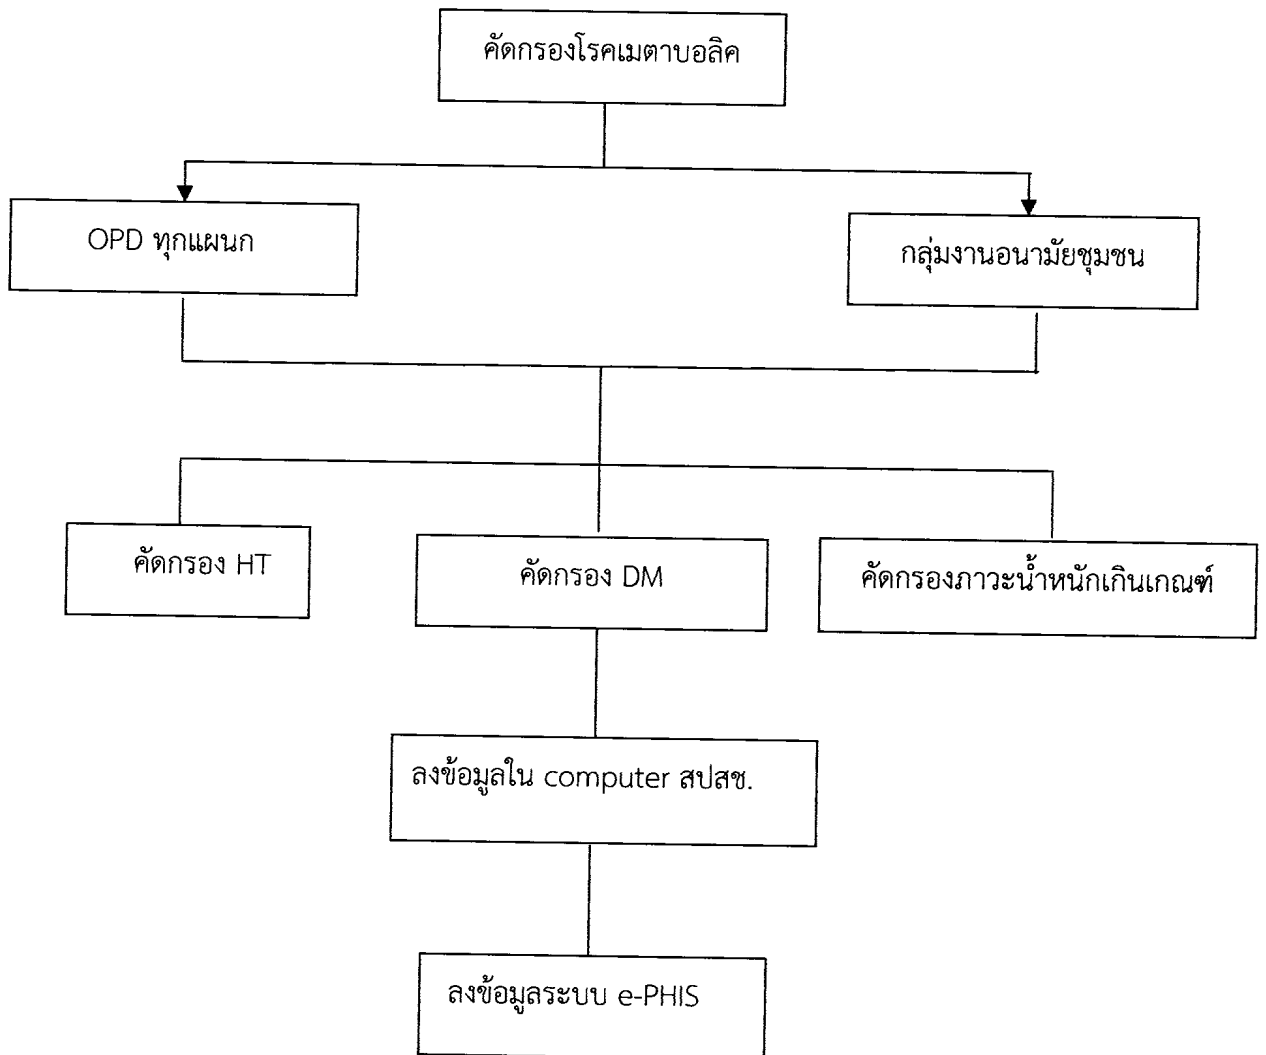 คัดกรองโรคเมตาบอลิค
OPD ทุกแผนก
กลุ่มงานอนามัยชุมชน
คัดกรอง HT
คัดกรอง DM
คัดกรองภาวะน้ำหนักเกินเกณฑ์
ลงข้อมูลใน computer สปสช.
ลงข้อมูลระบบ e-PHIS